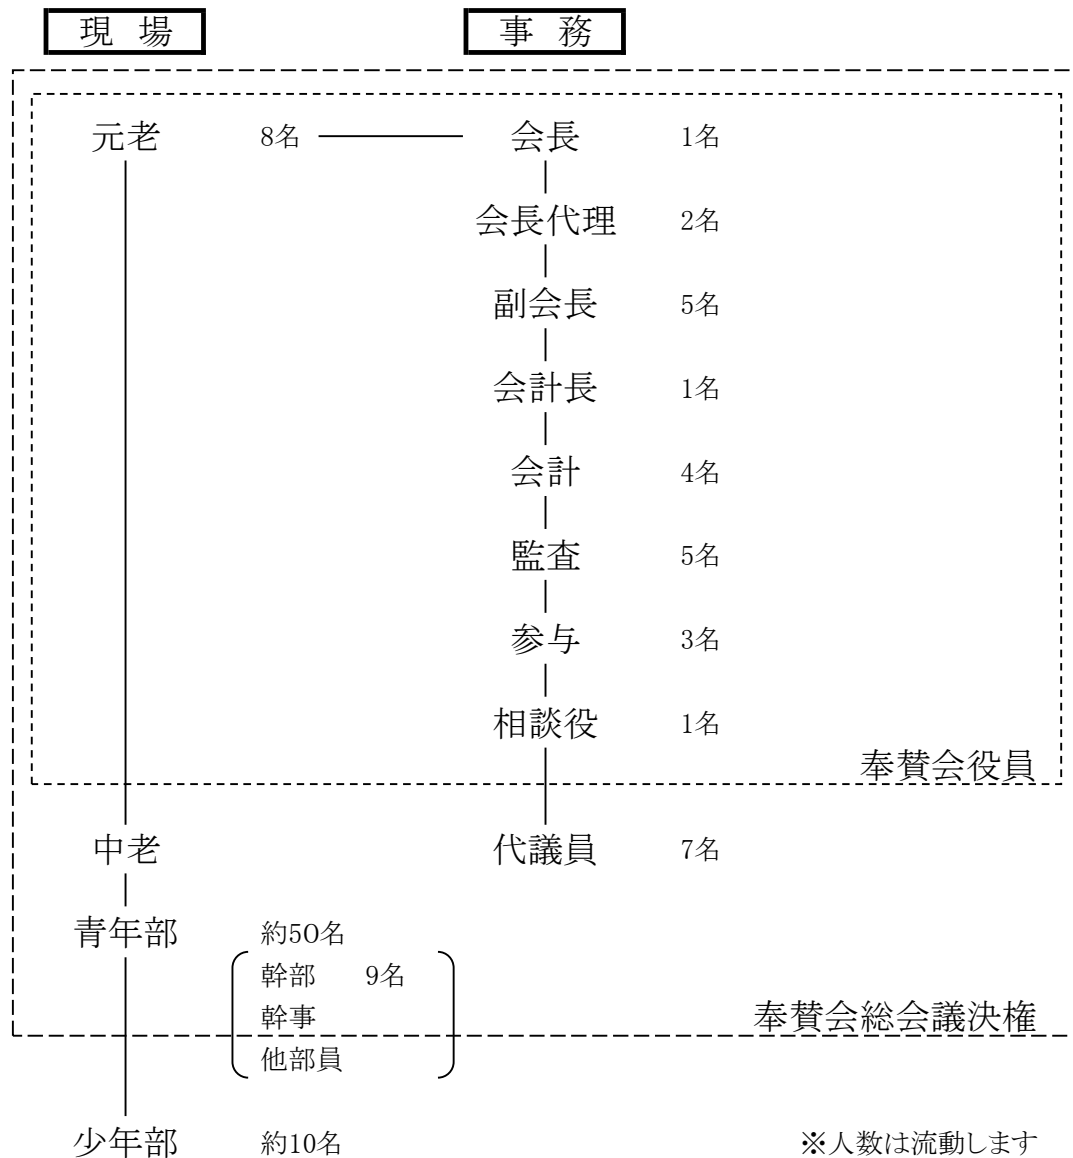 現場 事務
元老 8名 会長 1名
会長代理 2名
副会長 5名
会計長 1名
会計 4名
監査 5名
参与 3名
相談役 1名
奉賛会役員
中老 代議員 7名
青年部 約50名
幹部 9名
幹事 奉賛会総会議決権
他部員
少年部 約10名 ※人数は流動します